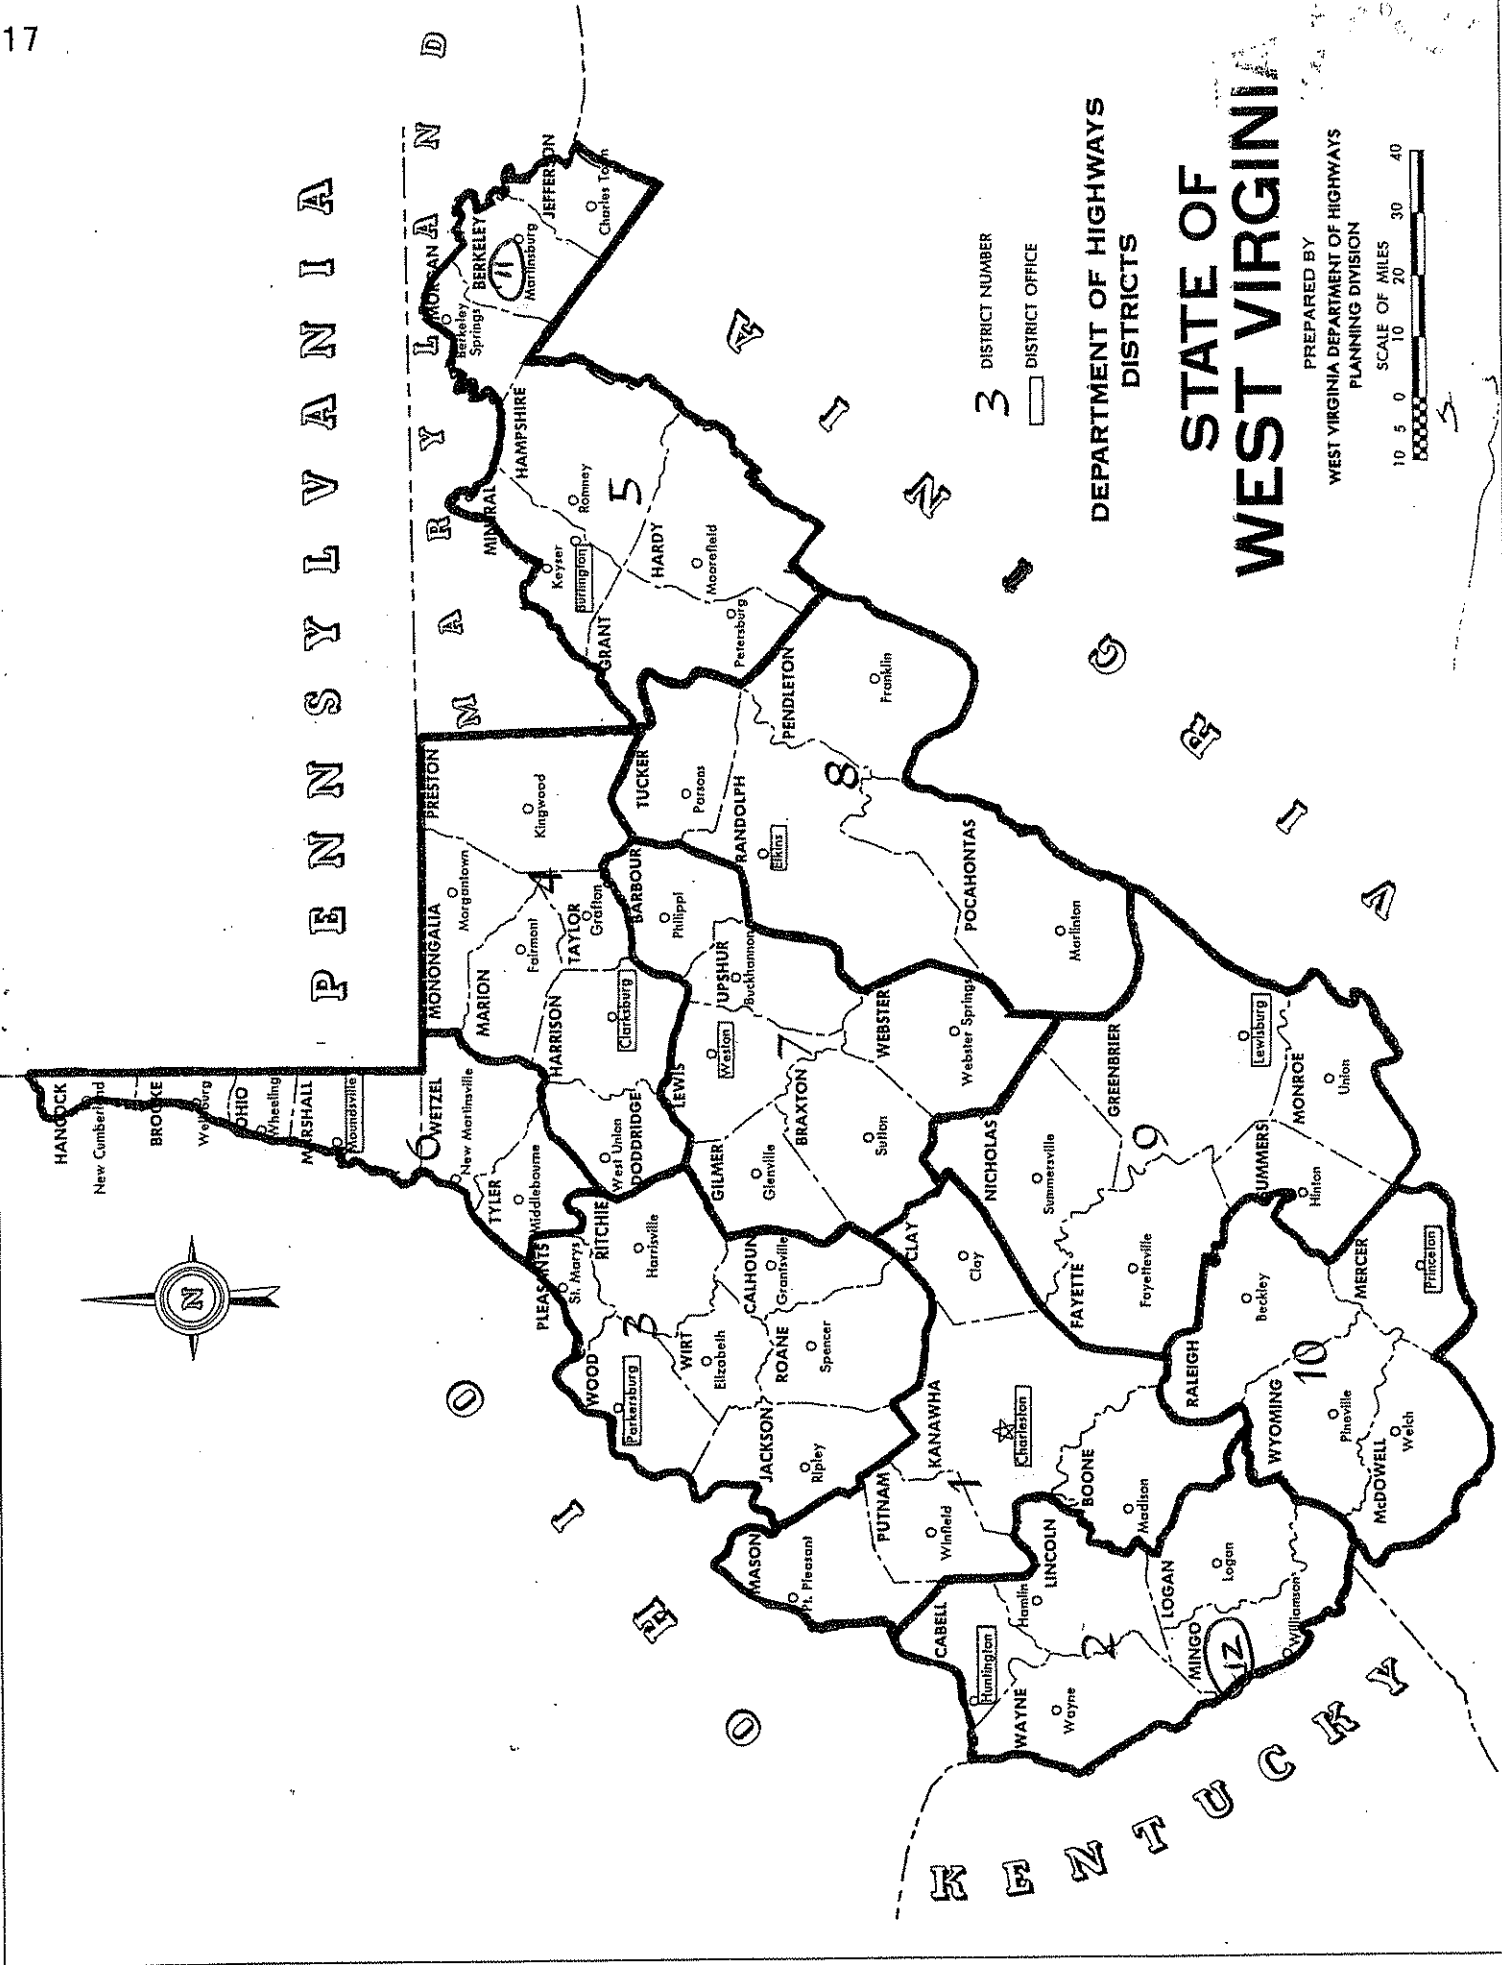 17
PENNSYLVANIA
MARYLAND
OHIO
KENTUCKY
VIRGINIA
N
HANCOCK
New Cumberland
BROOKE
Wellsburg
OHIO
Wheeling
MARSHALL
Moundsville
6
WETZEL
New Martinsville
TYLER
Middlebourne
PLEASANTS
St. Marys
RITCHIE
Harrisville
WOOD
Parkersburg
3
WIRT
Elizabeth
CALHOUN
Grantsville
ROANE
Spencer
JACKSON
Ripley
MONONGALIA
Morgantown
MARION
Fairmont
PRESTON
Kingwood
4
TAYLOR
Grafton
HARRISON
Clarksburg
DODDRIDGE
West Union
BARBOUR
Philippi
LEWIS
Weston
UPSHUR
Buckhannon
7
GILMER
Glenville
BRAXTON
Sutton
WEBSTER
Webster Springs
TUCKER
Parsons
RANDOLPH
Elkins
8
PENDLETON
Franklin
POCAHONTAS
Marlinton
MINERAL
Keyser
Burlington
HAMPSHIRE
Romney
5
GRANT
Petersburg
HARDY
Moorefield
MORGAN
Berkeley
Springs
BERKELEY
11
Martinsburg
JEFFERSON
Charles Town
MASON
Pt. Pleasant
PUTNAM
Winfield
1
KANAWHA
Charleston
CLAY
Clay
BOONE
Madison
CABELL
Huntington
WAYNE
Wayne
2
LINCOLN
Hamlin
LOGAN
Logan
MINGO
12
Williamson
NICHOLAS
Summersville
FAYETTE
Fayetteville
9
GREENBRIER
Lewisburg
SUMMERS
Hinton
MONROE
Union
RALEIGH
Beckley
10
WYOMING
Pineville
McDOWELL
Welch
MERCER
Princeton
3 DISTRICT NUMBER
DISTRICT OFFICE
DEPARTMENT OF HIGHWAYS
DISTRICTS
STATE OF
WEST VIRGINIA
PREPARED BY
WEST VIRGINIA DEPARTMENT OF HIGHWAYS
PLANNING DIVISION
SCALE OF MILES
10 5 0 10 20 30 40